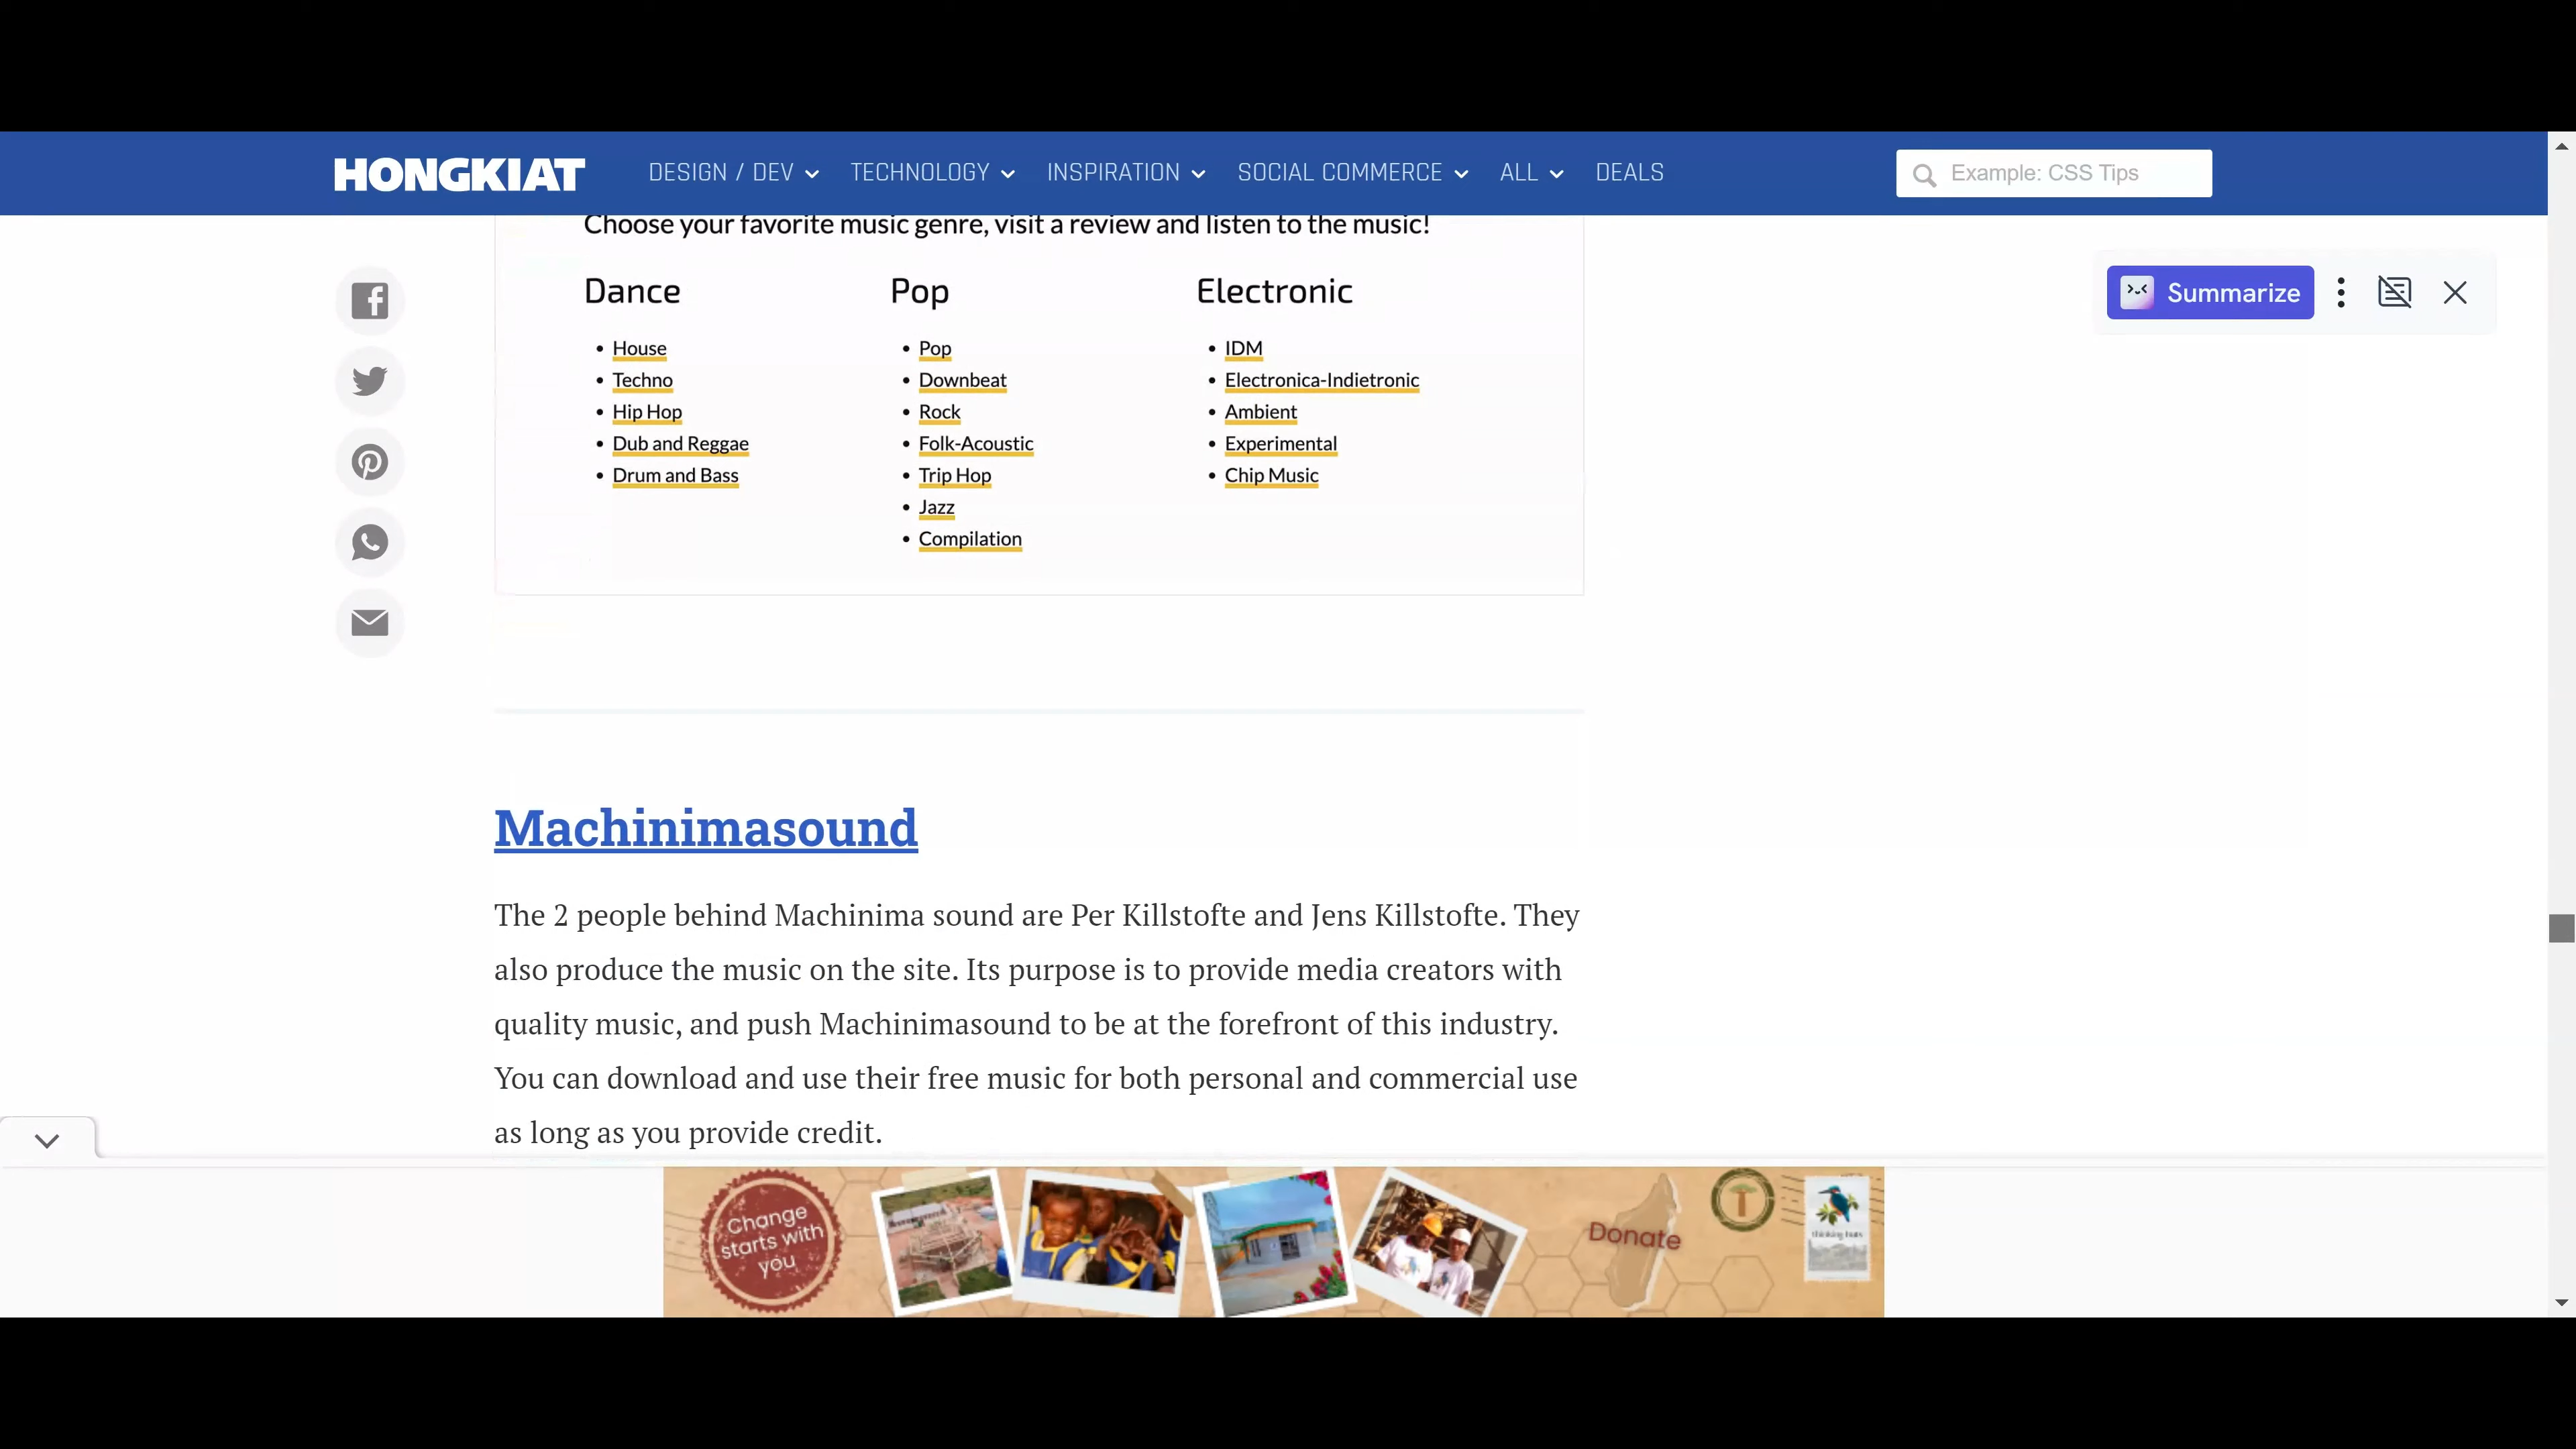 HONGKIAT
DESIGN / DEV
TECHNOLOGY
INSPIRATION
SOCIAL COMMERCE
ALL
DEALS
Example: CSS Tips
Choose your favorite music genre, visit a review and listen to the music!
Summarize
Dance
House
Techno
Hip Hop
Dub and Reggae
Drum and Bass
Pop
Pop
Downbeat
Rock
Folk-Acoustic
Trip Hop
Jazz
Compilation
Electronic
IDM
Electronica-Indietronic
Ambient
Experimental
Chip Music
Machinimasound
The 2 people behind Machinima sound are Per Killstofte and Jens Killstofte. They
also produce the music on the site. Its purpose is to provide media creators with
quality music, and push Machinimasound to be at the forefront of this industry.
You can download and use their free music for both personal and commercial use
as long as you provide credit.
Change
starts with
you
Donate
thinking huts